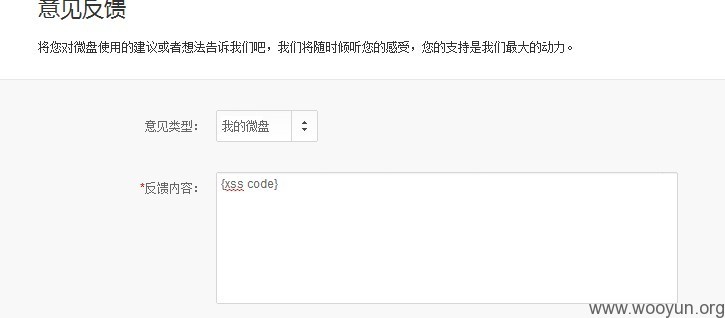 意见反馈
将您对微盘使用的建议或者想法告诉我们吧，我们将随时倾听您的感受，您的支持是我们最大的动力。
意见类型： 我的微盘
*反馈内容： {xss code}
www.wooyun.org